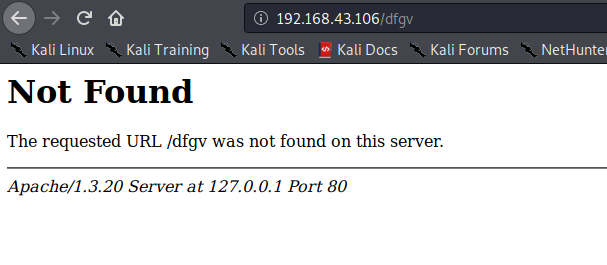 192.168.43.106/dfgv
Kali Linux Kali Training Kali Tools Kali Docs Kali Forums NetHunter
Not Found
The requested URL /dfgv was not found on this server.
Apache/1.3.20 Server at 127.0.0.1 Port 80